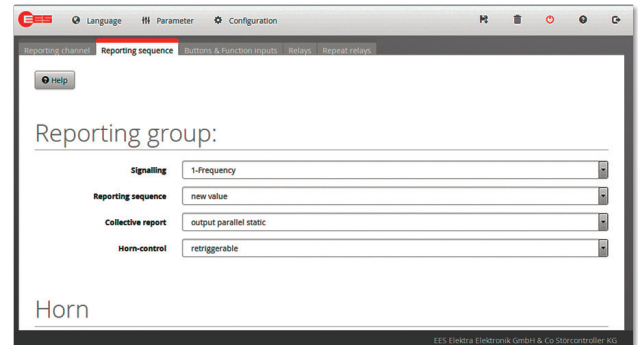 EES Language Parameter Configuration
Reporting channel Reporting sequence Buttons & Function inputs Relays Repeat relays
Help
Reporting group:
Signalling 1-Frequency
Reporting sequence new value
Collective report output parallel static
Horn-control retriggerable
Horn
EES Elektra Elektronik GmbH & Co Störcontroller KG